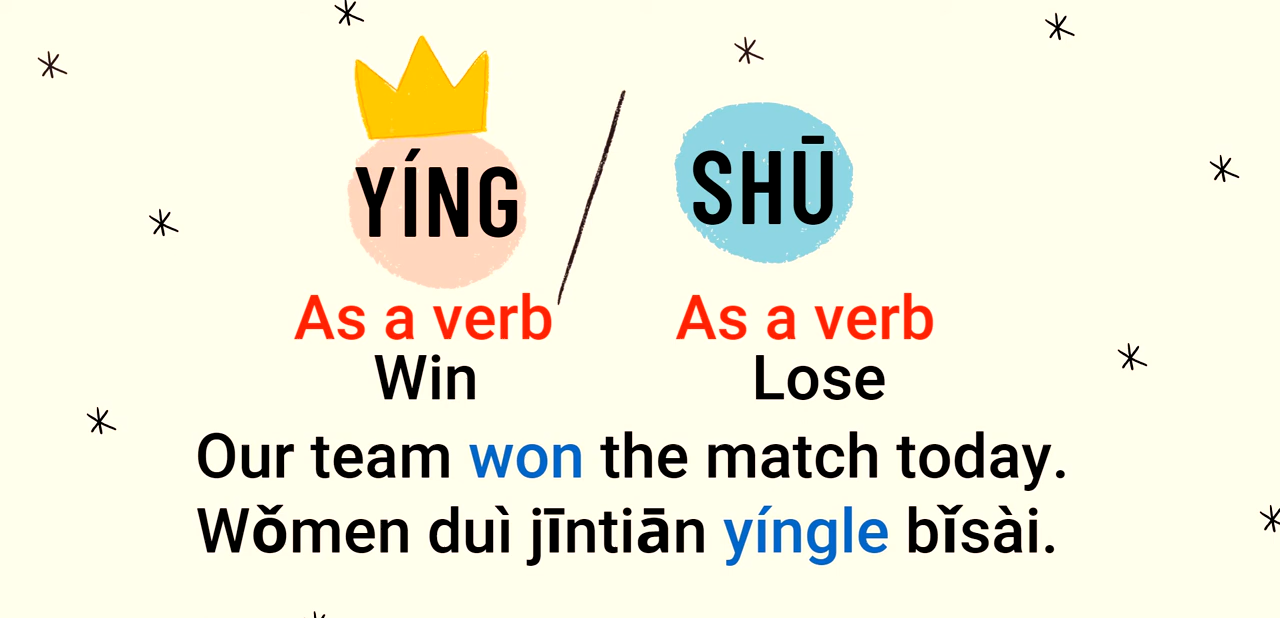 YÍNG / SHŪ
As a verb As a verb
Win Lose
Our team won the match today.
Wǒmen duì jīntiān yíngle bǐsài.